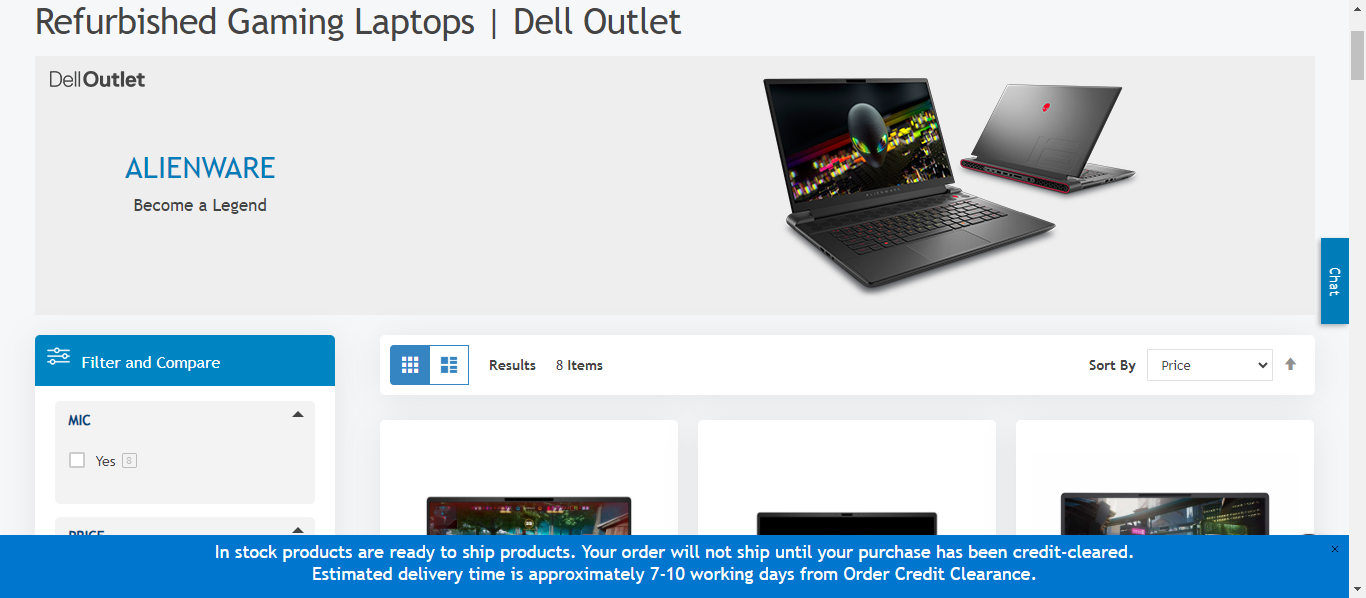 Refurbished Gaming Laptops | Dell Outlet
DellOutlet
ALIENWARE
Become a Legend
Chat
Filter and Compare
Results 8 Items
Sort By Price
MIC
Yes 8
PRICE
In stock products are ready to ship products. Your order will not ship until your purchase has been credit-cleared.
×
Estimated delivery time is approximately 7-10 working days from Order Credit Clearance.